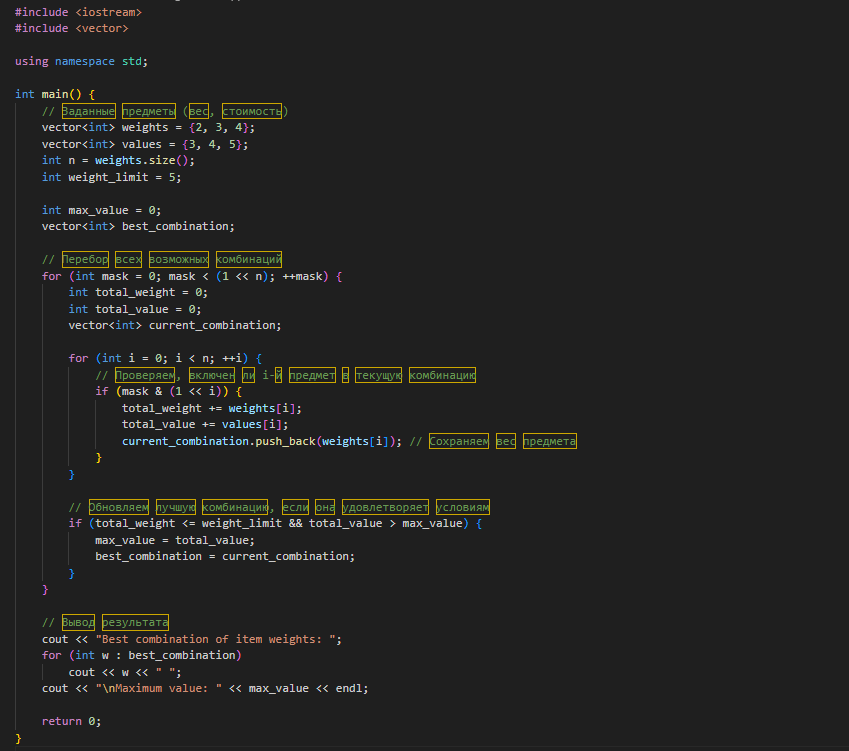 #include <iostream>
#include <vector>
using namespace std;
int main() {
// Заданные предметы (вес, стоимость)
vector<int> weights = {2, 3, 4};
vector<int> values = {3, 4, 5};
int n = weights.size();
int weight_limit = 5;
int max_value = 0;
vector<int> best_combination;
// Перебор всех возможных комбинаций
for (int mask = 0; mask < (1 << n); ++mask) {
int total_weight = 0;
int total_value = 0;
vector<int> current_combination;
for (int i = 0; i < n; ++i) {
// Проверяем, включен ли i-й предмет в текущую комбинацию
if (mask & (1 << i)) {
total_weight += weights[i];
total_value += values[i];
current_combination.push_back(weights[i]); // Сохраняем вес предмета
}
}
// Обновляем лучшую комбинацию, если она удовлетворяет условиям
if (total_weight <= weight_limit && total_value > max_value) {
max_value = total_value;
best_combination = current_combination;
}
}
// Вывод результата
cout << "Best combination of item weights: ";
for (int w : best_combination)
cout << w << " ";
cout << "\nMaximum value: " << max_value << endl;
return 0;
}